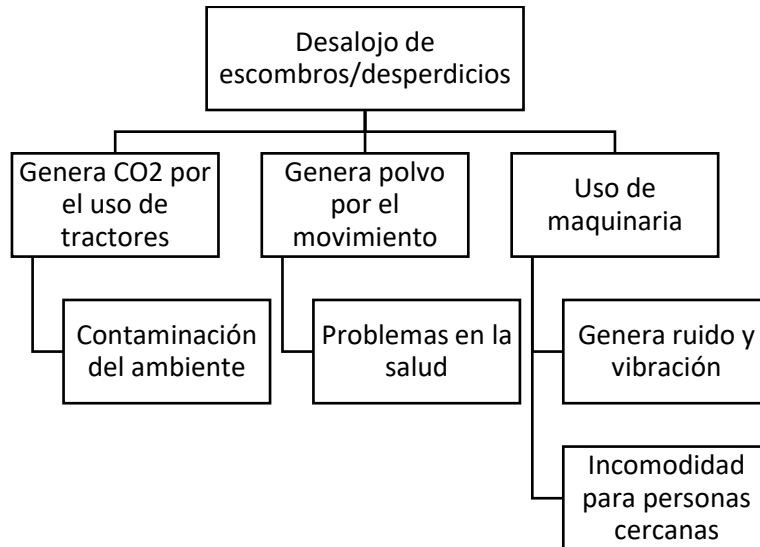 Desalojo de
escombros/desperdicios
Genera CO2 por
el uso de
tractores
Genera polvo
por el
movimiento
Uso de
maquinaria
Contaminación
del ambiente
Problemas en la
salud
Genera ruido y
vibración
Incomodidad
para personas
cercanas